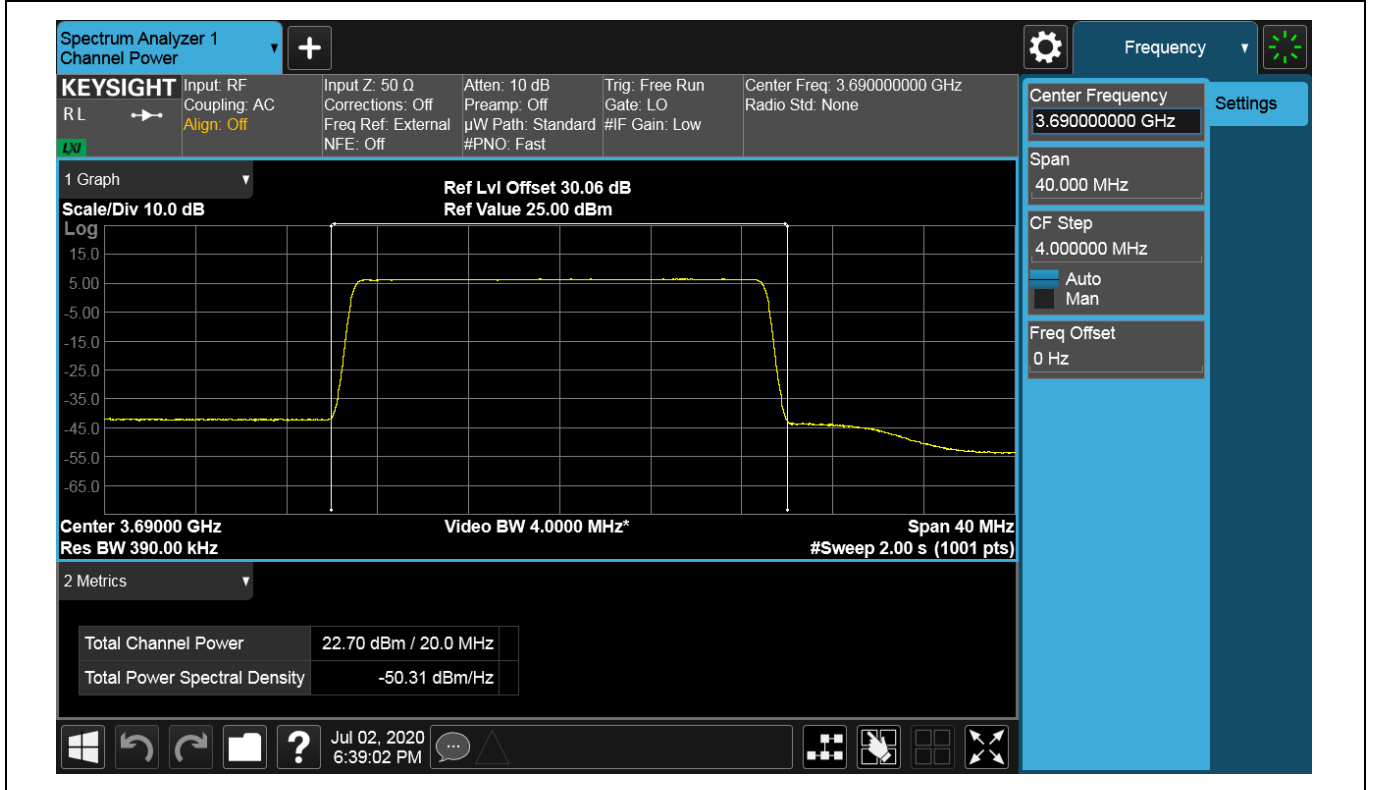 Spectrum Analyzer 1
Channel Power
+
Frequency
KEYSIGHT
RL
LXI
Input: RF
Coupling: AC
Align: Off
Input Z: 50 Ω
Corrections: Off
Freq Ref: External
NFE: Off
Atten: 10 dB
Preamp: Off
µW Path: Standard
#PNO: Fast
Trig: Free Run
Gate: LO
#IF Gain: Low
Center Freq: 3.690000000 GHz
Radio Std: None
Center Frequency
3.690000000 GHz
Settings
Span
40.000 MHz
CF Step
4.000000 MHz
Auto
Man
Freq Offset
0 Hz
1 Graph
Scale/Div 10.0 dB
Ref Lvl Offset 30.06 dB
Ref Value 25.00 dBm
Log
15.0
5.00
-5.00
-15.0
-25.0
-35.0
-45.0
-55.0
-65.0
Center 3.69000 GHz
Video BW 4.0000 MHz*
Span 40 MHz
Res BW 390.00 kHz
#Sweep 2.00 s (1001 pts)
2 Metrics
Total Channel Power 22.70 dBm / 20.0 MHz
Total Power Spectral Density -50.31 dBm/Hz
?
Jul 02, 2020
6:39:02 PM